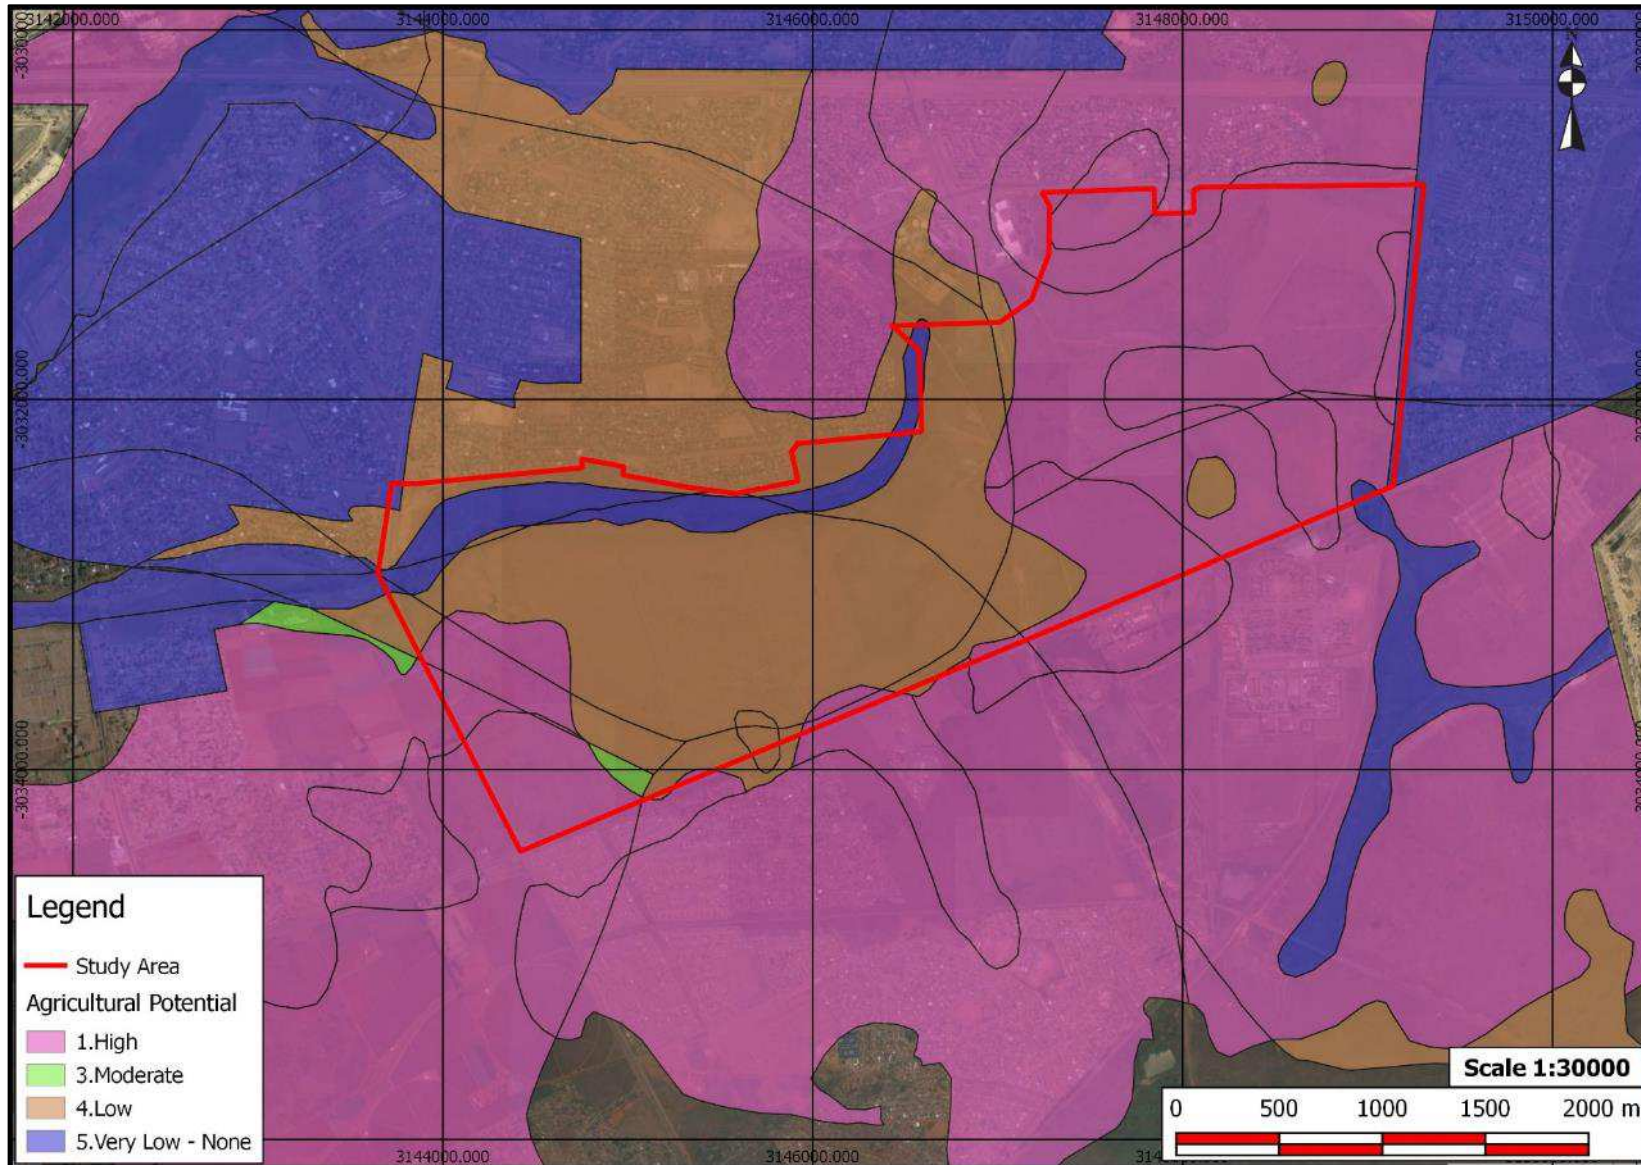 3142000.000
3144000.000
3146000.000
3148000.000
3150000.000
-3030000
-3032000.000
-3034000.000
Legend
Study Area
Agricultural Potential
1.High
3.Moderate
4.Low
5.Very Low - None
Scale 1:30000
0 500 1000 1500 2000 m
3144000.000
3146000.000